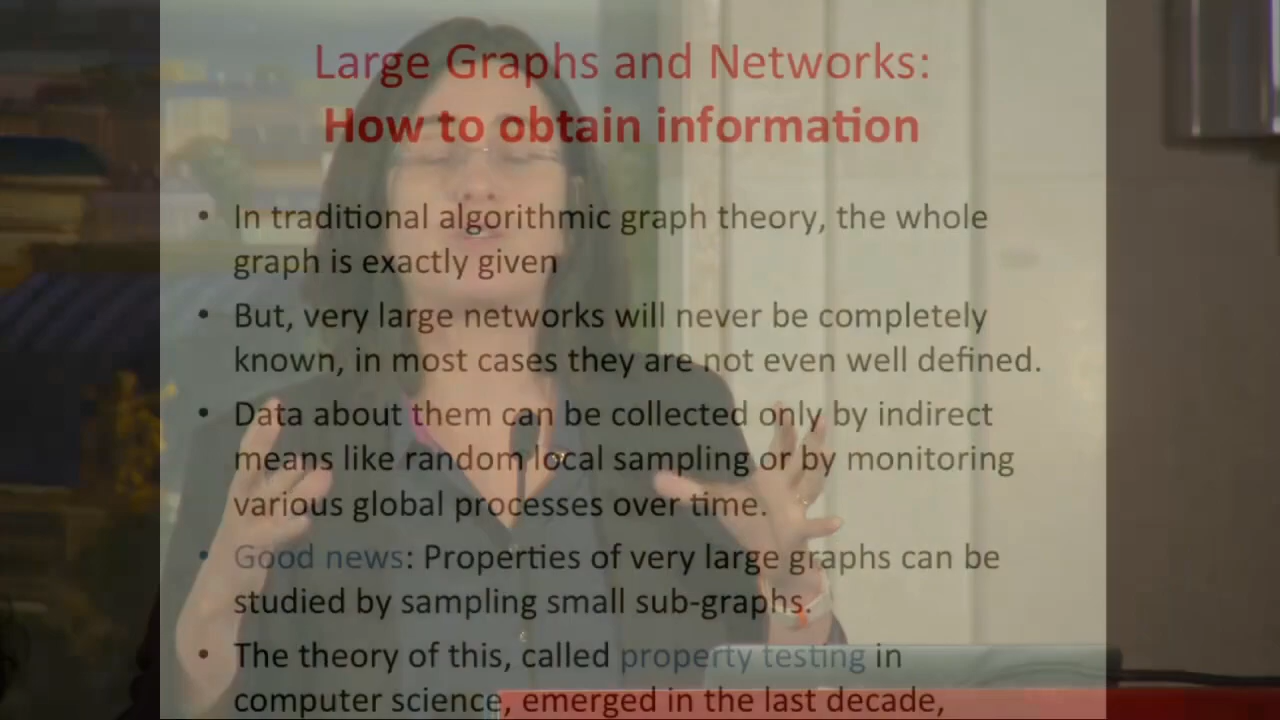 Large Graphs and Networks:
How to obtain information
• In traditional algorithmic graph theory, the whole
graph is exactly given
• But, very large networks will never be completely
known, in most cases they are not even well defined.
• Data about them can be collected only by indirect
means like random local sampling or by monitoring
various global processes over time.
• Good news: Properties of very large graphs can be
studied by sampling small sub-graphs.
• The theory of this, called property testing in
computer science, emerged in the last decade,